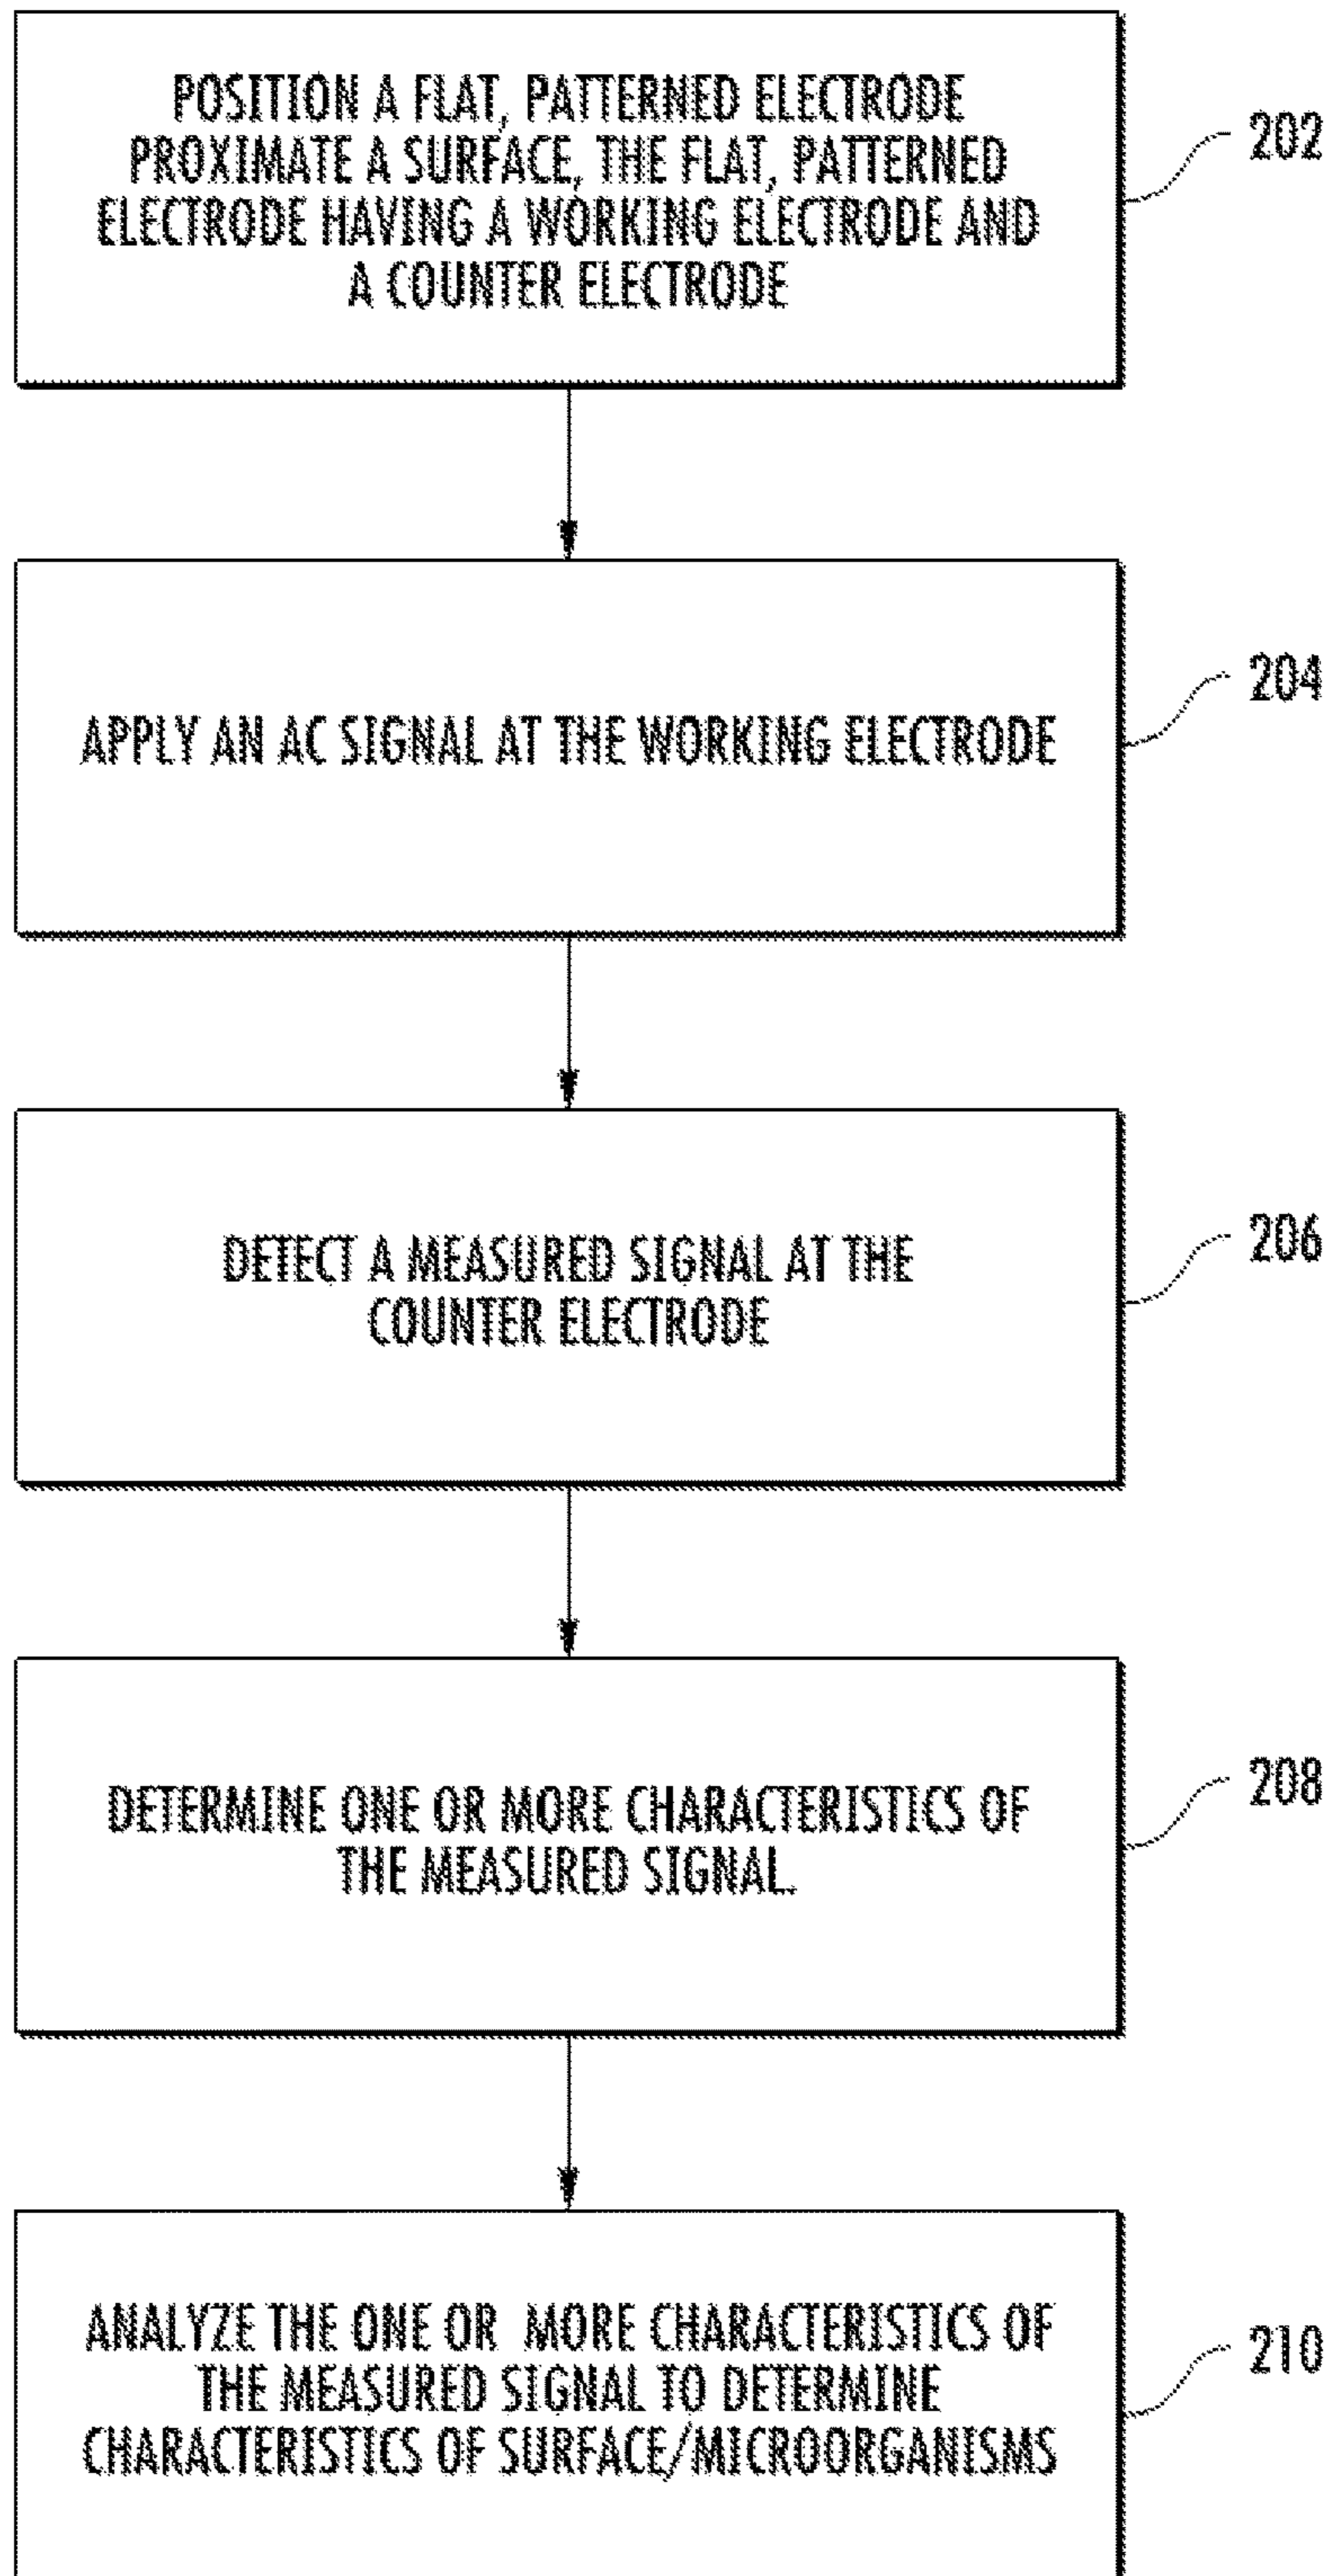 POSITION A FLAT, PATTERNED ELECTRODE
PROXIMATE A SURFACE, THE FLAT, PATTERNED
ELECTRODE HAVING A WORKING ELECTRODE AND
A COUNTER ELECTRODE
202
APPLY AN AC SIGNAL AT THE WORKING ELECTRODE
204
DETECT A MEASURED SIGNAL AT THE
COUNTER ELECTRODE
206
DETERMINE ONE OR MORE CHARACTERISTICS OF
THE MEASURED SIGNAL.
208
ANALYZE THE ONE OR MORE CHARACTERISTICS OF
THE MEASURED SIGNAL TO DETERMINE
CHARACTERISTICS OF SURFACE/MICROORGANISMS
210